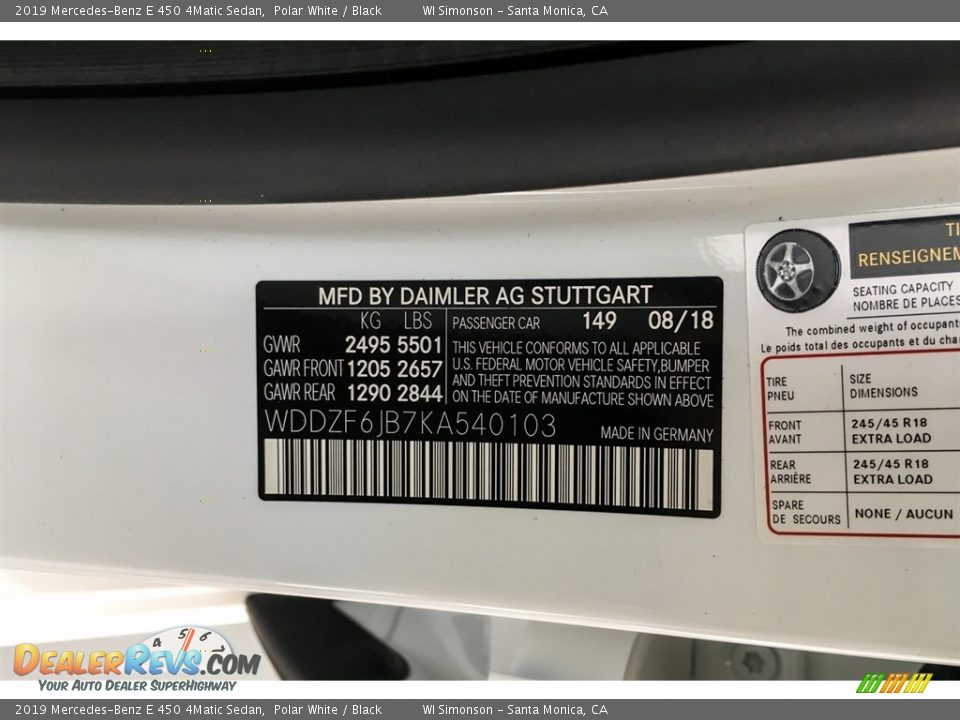 2019 Mercedes-Benz E 450 4Matic Sedan, Polar White / Black WI Simonson - Santa Monica, CA
MFD BY DAIMLER AG STUTTGART
KG LBS
GVWR 2495 5501
GAWR FRONT 1205 2657
GAWR REAR 1290 2844
PASSENGER CAR 149 08/18
THIS VEHICLE CONFORMS TO ALL APPLICABLE
U.S. FEDERAL MOTOR VEHICLE SAFETY, BUMPER
AND THEFT PREVENTION STANDARDS IN EFFECT
ON THE DATE OF MANUFACTURE SHOWN ABOVE
WDDZF6JB7KA540103
MADE IN GERMANY
TI
RENSEIGNEM
SEATING CAPACITY
NOMBRE DE PLACES
The combined weight of occupant
Le poids total des occupants et du cha
TIRE SIZE
PNEU DIMENSIONS
FRONT 245/45 R18
AVANT EXTRA LOAD
REAR 245/45 R18
ARRIÈRE EXTRA LOAD
SPARE NONE / AUCUN
DE SECOURS
4 5 6
DealerRevs.com
Your Auto Dealer SuperHighway
2019 Mercedes-Benz E 450 4Matic Sedan, Polar White / Black WI Simonson - Santa Monica, CA